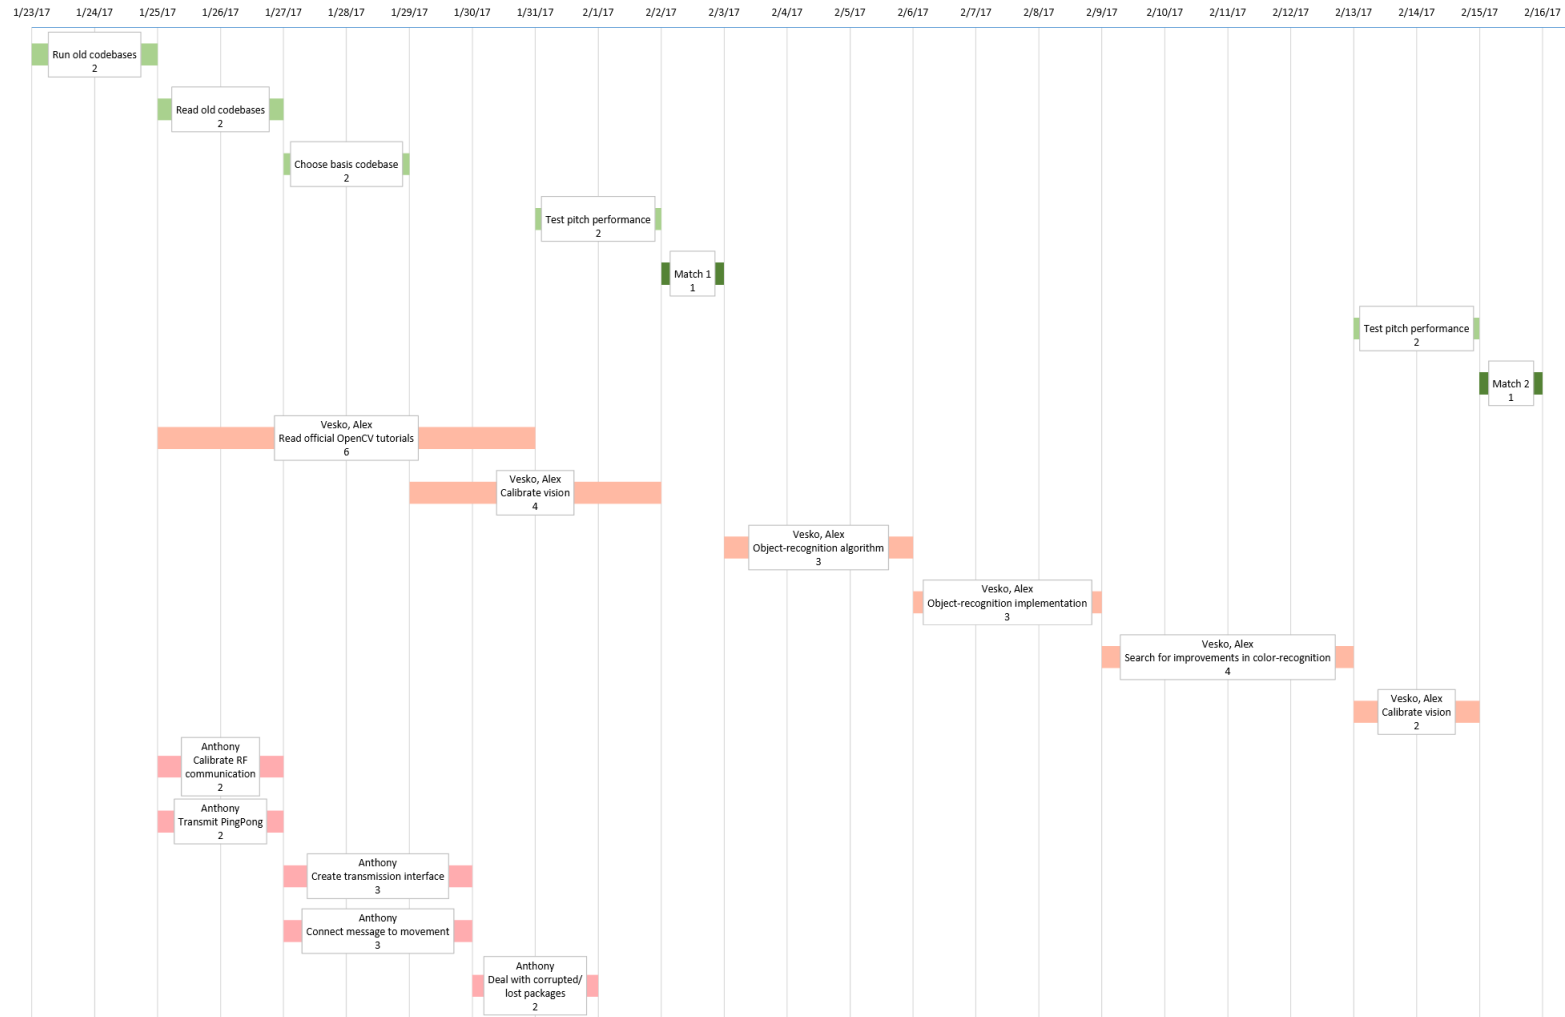 1/23/17 1/24/17 1/25/17 1/26/17 1/27/17 1/28/17 1/29/17 1/30/17 1/31/17 2/1/17 2/2/17 2/3/17 2/4/17 2/5/17 2/6/17 2/7/17 2/8/17 2/9/17 2/10/17 2/11/17 2/12/17 2/13/17 2/14/17 2/15/17 2/16/17
Run old codebases
2
Read old codebases
2
Choose basis codebase
2
Test pitch performance
2
Match 1
1
Test pitch performance
2
Match 2
1
Vesko, Alex
Read official OpenCV tutorials
6
Vesko, Alex
Calibrate vision
4
Vesko, Alex
Object-recognition algorithm
3
Vesko, Alex
Object-recognition implementation
3
Vesko, Alex
Search for improvements in color-recognition
4
Vesko, Alex
Calibrate vision
2
Anthony
Calibrate RF
communication
2
Anthony
Transmit PingPong
2
Anthony
Create transmission interface
3
Anthony
Connect message to movement
3
Anthony
Deal with corrupted/
lost packages
2